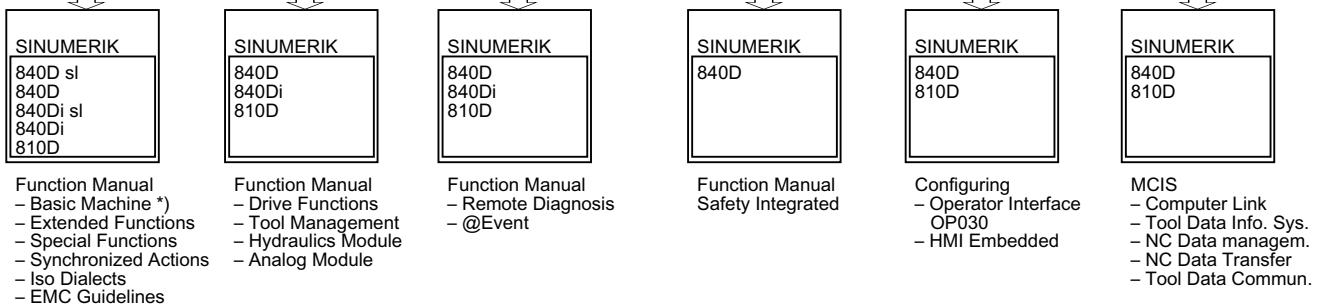 SINUMERIK
840D sl
840D
840Di sl
840Di
810D
Function Manual
– Basic Machine *)
– Extended Functions
– Special Functions
– Synchronized Actions
– Iso Dialects
– EMC Guidelines
SINUMERIK
840D
840Di
810D
Function Manual
– Drive Functions
– Tool Management
– Hydraulics Module
– Analog Module
SINUMERIK
840D
840Di
810D
Function Manual
– Remote Diagnosis
– @Event
SINUMERIK
840D
Function Manual
Safety Integrated
SINUMERIK
840D
810D
Configuring
– Operator Interface
OP030
– HMI Embedded
SINUMERIK
840D
810D
MCIS
– Computer Link
– Tool Data Info. Sys.
– NC Data managem.
– NC Data Transfer
– Tool Data Commun.